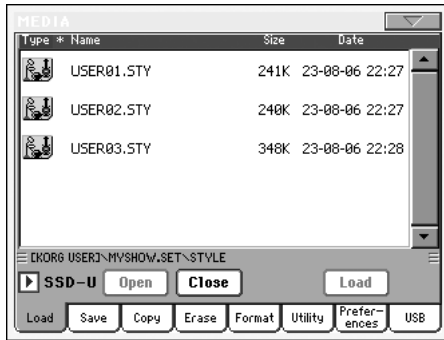 MEDIA
Type * Name Size Date
USER01.STY 241K 23-08-06 22:27
USER02.STY 240K 23-08-06 22:27
USER03.STY 348K 23-08-06 22:28
[KORG USER]\MYSHOW.SET\STYLE
SSD-U Open Close Load
Load Save Copy Erase Format Utility Prefer-
ences USB